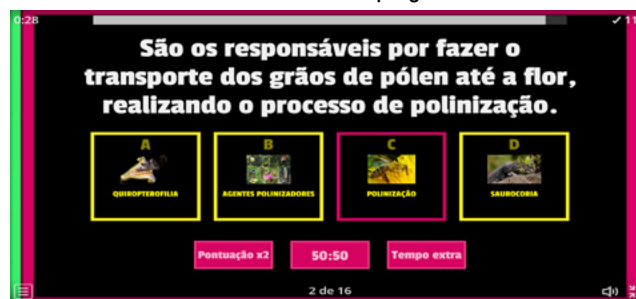 0:28
✓ 11
São os responsáveis por fazer o
transporte dos grãos de pólen até a flor,
realizando o processo de polinização.
A
B
C
D
QUIROPTEROFILIA
AGENTES POLINIZADORES
POLINIZAÇÃO
SAUROCORIA
Pontuação x2
50:50
Tempo extra
2 de 16